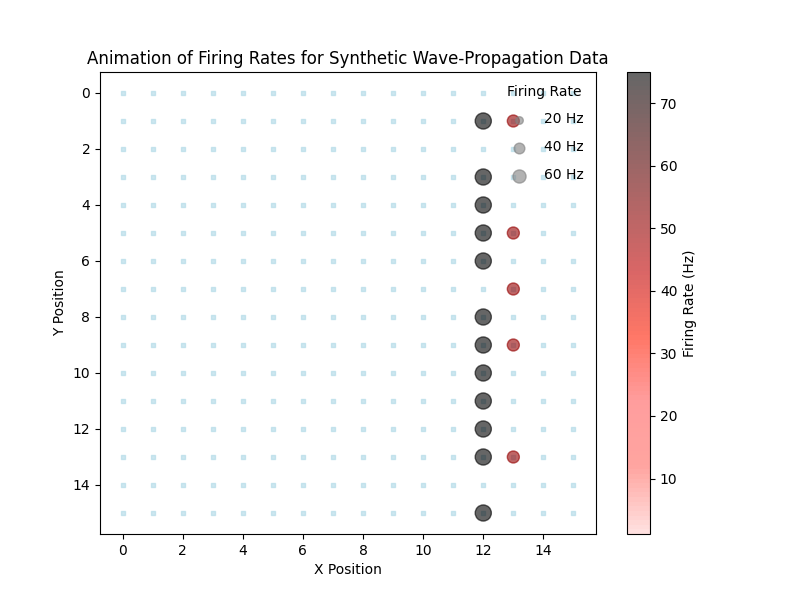 Animation of Firing Rates for Synthetic Wave-Propagation Data
Firing Rate
20 Hz
40 Hz
60 Hz
0
2
4
6
8
10
12
14
Y Position
0 2 4 6 8 10 12 14
X Position
70
60
50
40
30
20
10
Firing Rate (Hz)